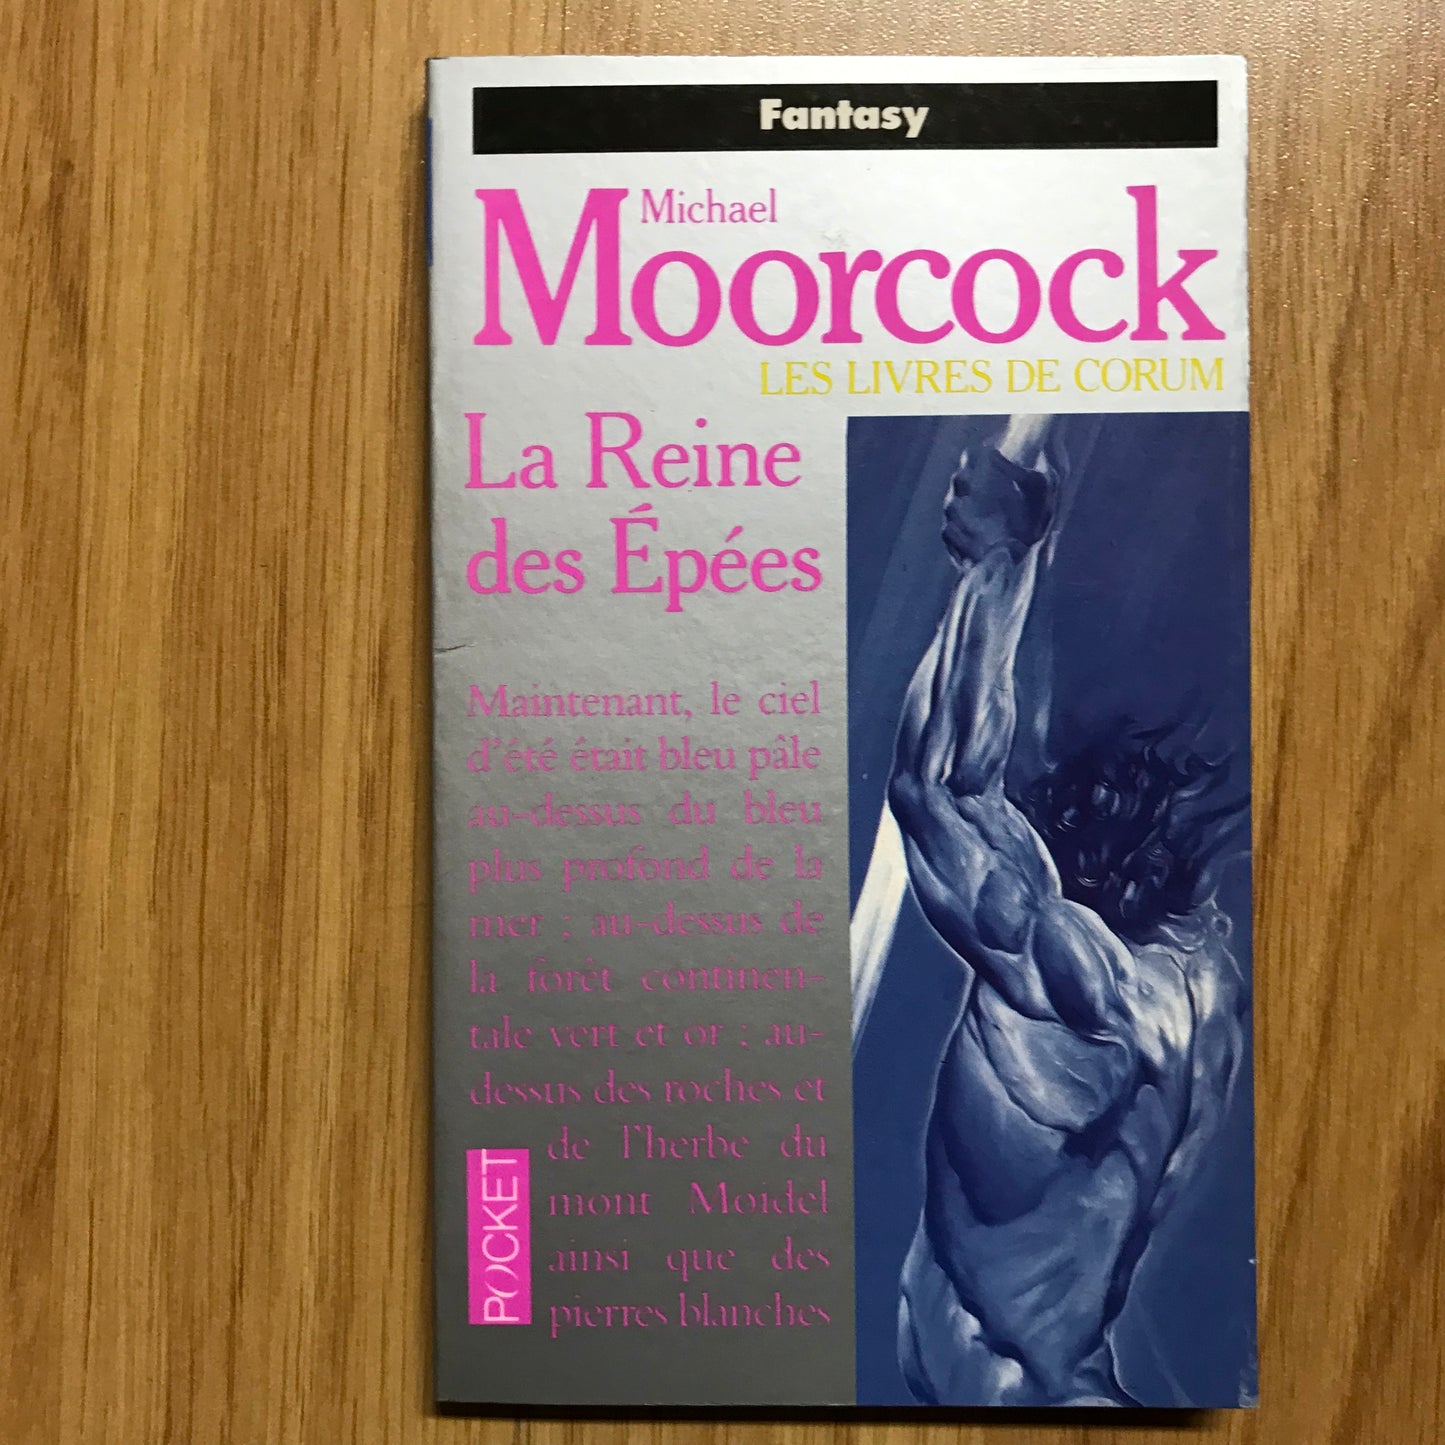 Fantasy
Michael
Moorcock
LES LIVRES DE CORUM
La Reine
des Épées
Maintenant, le ciel
d'été était bleu pâle
au-dessus du bleu
plus profond de la
mer ; au-dessus de
la forêt continen-
tale vert et or ; au-
dessus des roches et
de l'herbe du
mont Moidel
ainsi que des
pierres blanches
POCKET